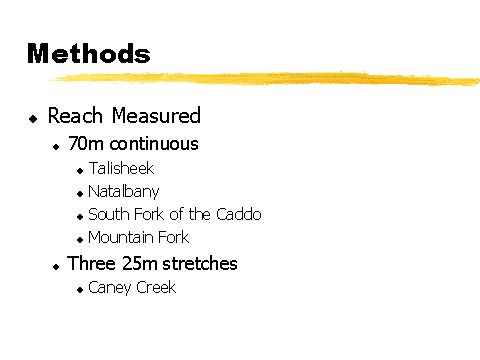 Methods
Reach Measured
70m continuous
Talisheek
Natalbany
South Fork of the Caddo
Mountain Fork
Three 25m stretches
Caney Creek